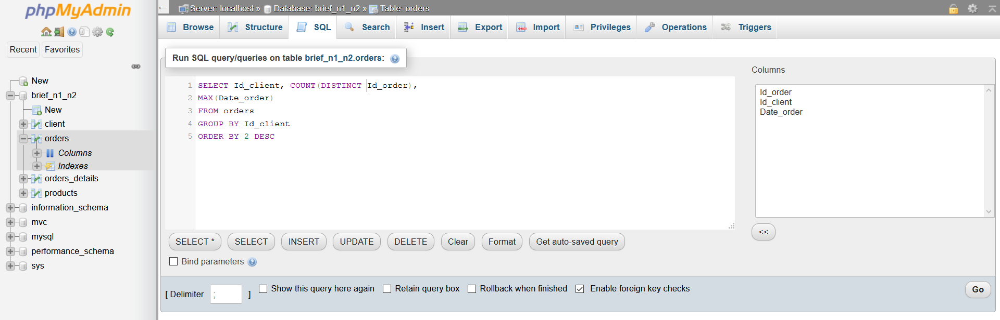 phpMyAdmin
Recent Favorites
New
brief_n1_n2
New
client
orders
Columns
Indexes
orders_details
products
information_schema
mvc
mysql
performance_schema
sys
← Server: localhost » Database: brief_n1_n2 » Table: orders
Browse Structure SQL Search Insert Export Import Privileges Operations Triggers
Run SQL query/queries on table brief_n1_n2.orders:
1 SELECT Id_client, COUNT(DISTINCT Id_order),
2 MAX(Date_order)
3 FROM orders
4 GROUP BY Id_client
5 ORDER BY 2 DESC
Columns
Id_order
Id_client
Date_order
<<
SELECT * SELECT INSERT UPDATE DELETE Clear Format Get auto-saved query
Bind parameters
[ Delimiter ; ] Show this query here again Retain query box Rollback when finished Enable foreign key checks Go